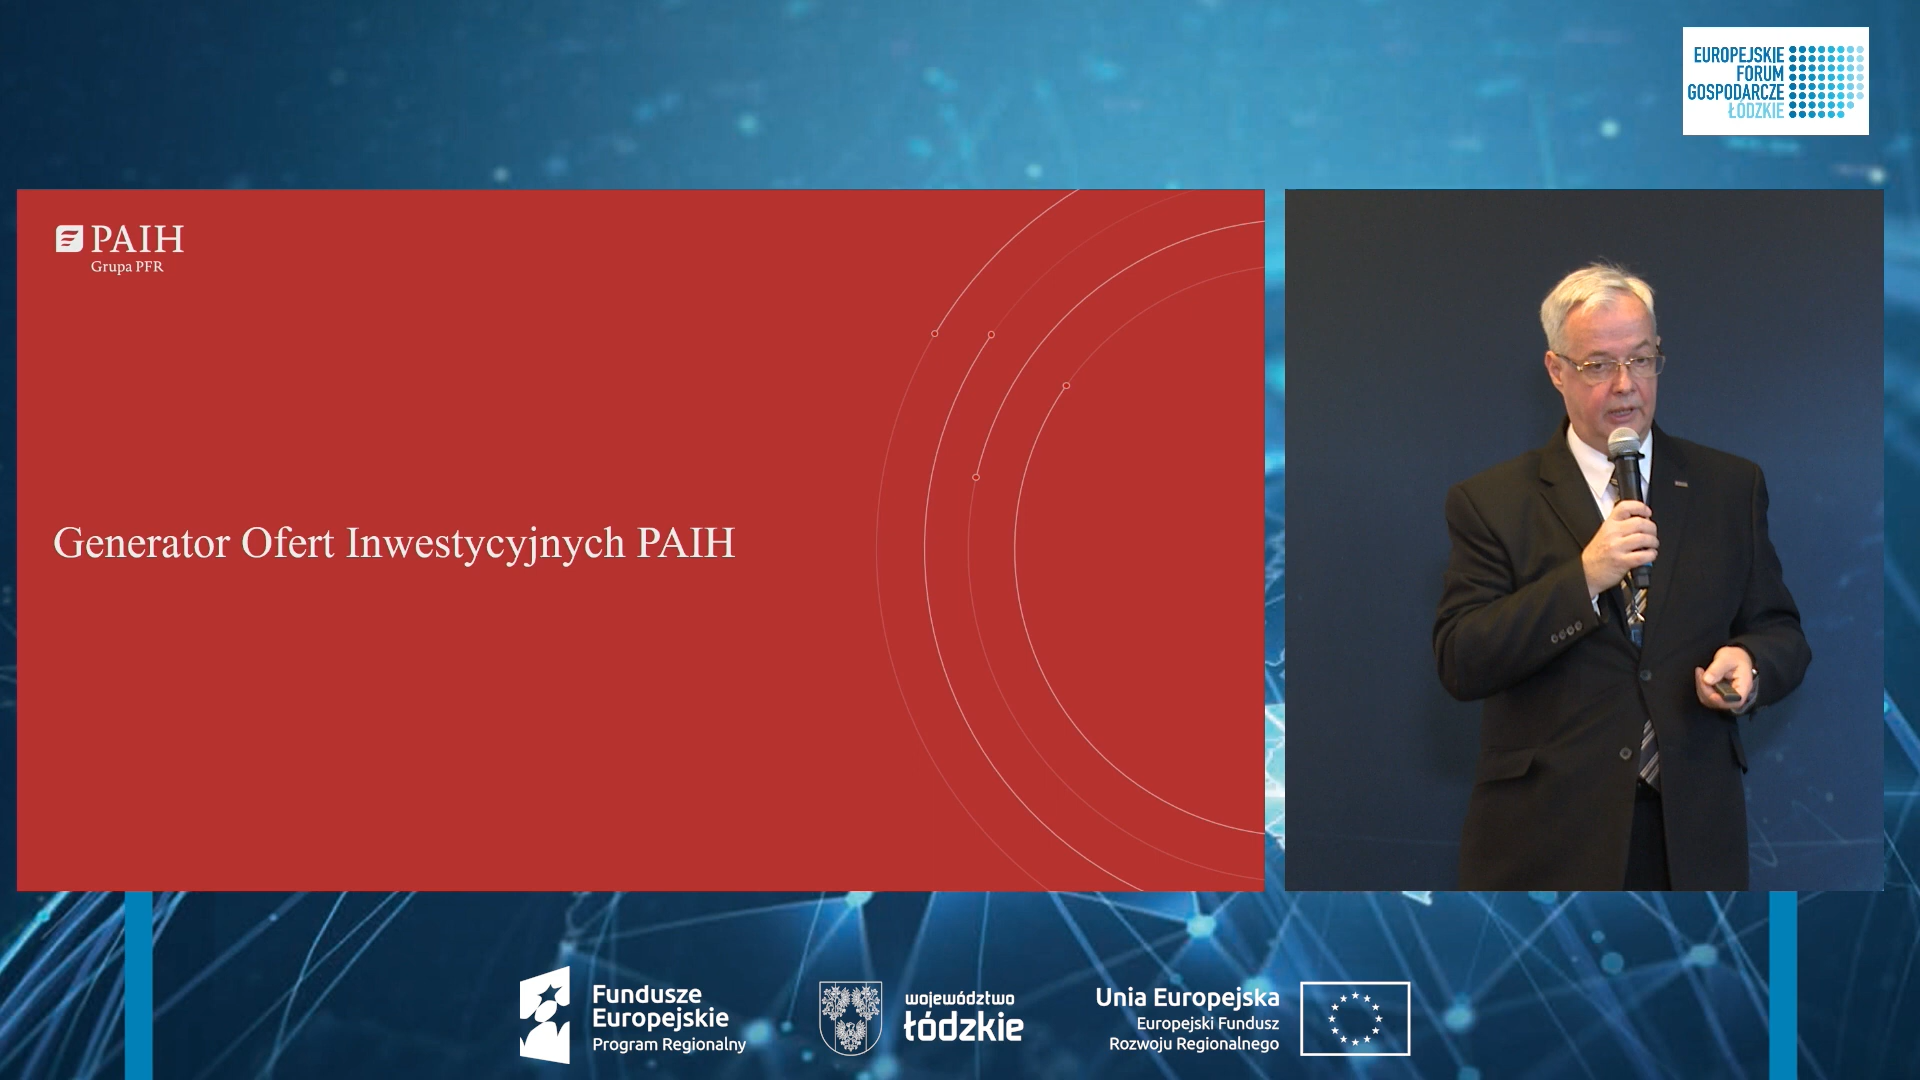 EUROPEJSKIE
FORUM
GOSPODARCZE
ŁÓDZKIE
PAIH
Grupa PFR
Generator Ofert Inwestycyjnych PAIH
Fundusze
Europejskie
Program Regionalny
województwo
łódzkie
Unia Europejska
Europejski Fundusz
Rozwoju Regionalnego